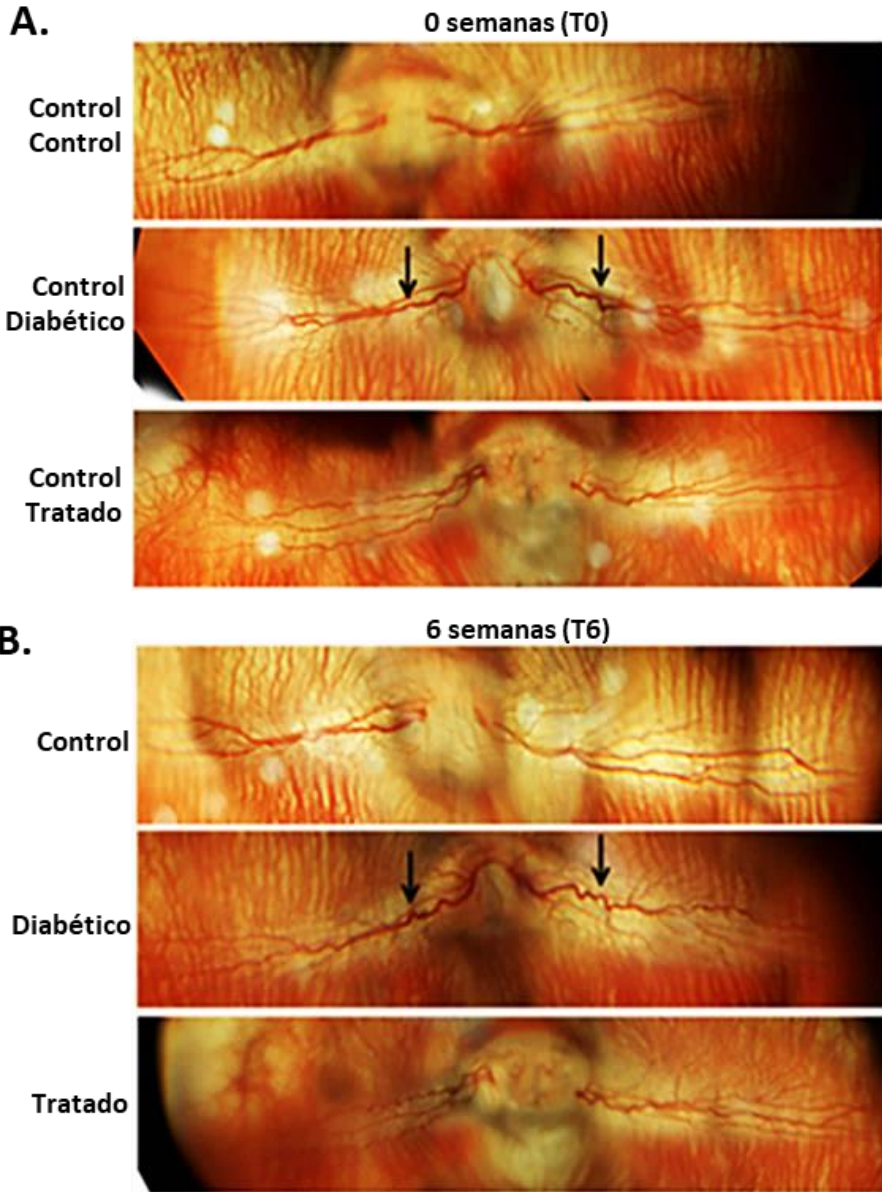 A.
0 semanas (T0)
Control
Control
Control
Diabético
Control
Tratado
B.
6 semanas (T6)
Control
Diabético
Tratado